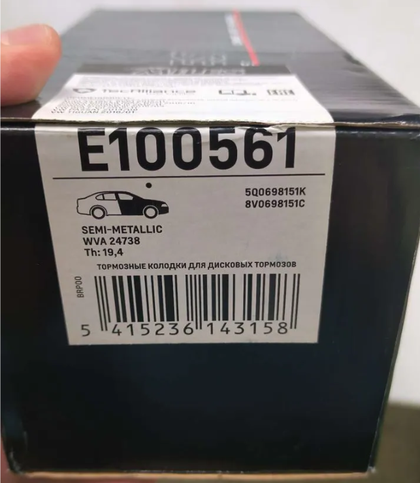 TecAlliance
EAC
E100561
5Q0698151K
8V0698151C
SEMI-METALLIC
WVA 24738
Th: 19,4
ТОРМОЗНЫЕ КОЛОДКИ ДЛЯ ДИСКОВЫХ ТОРМОЗОВ
BRP00
5 415236 143158